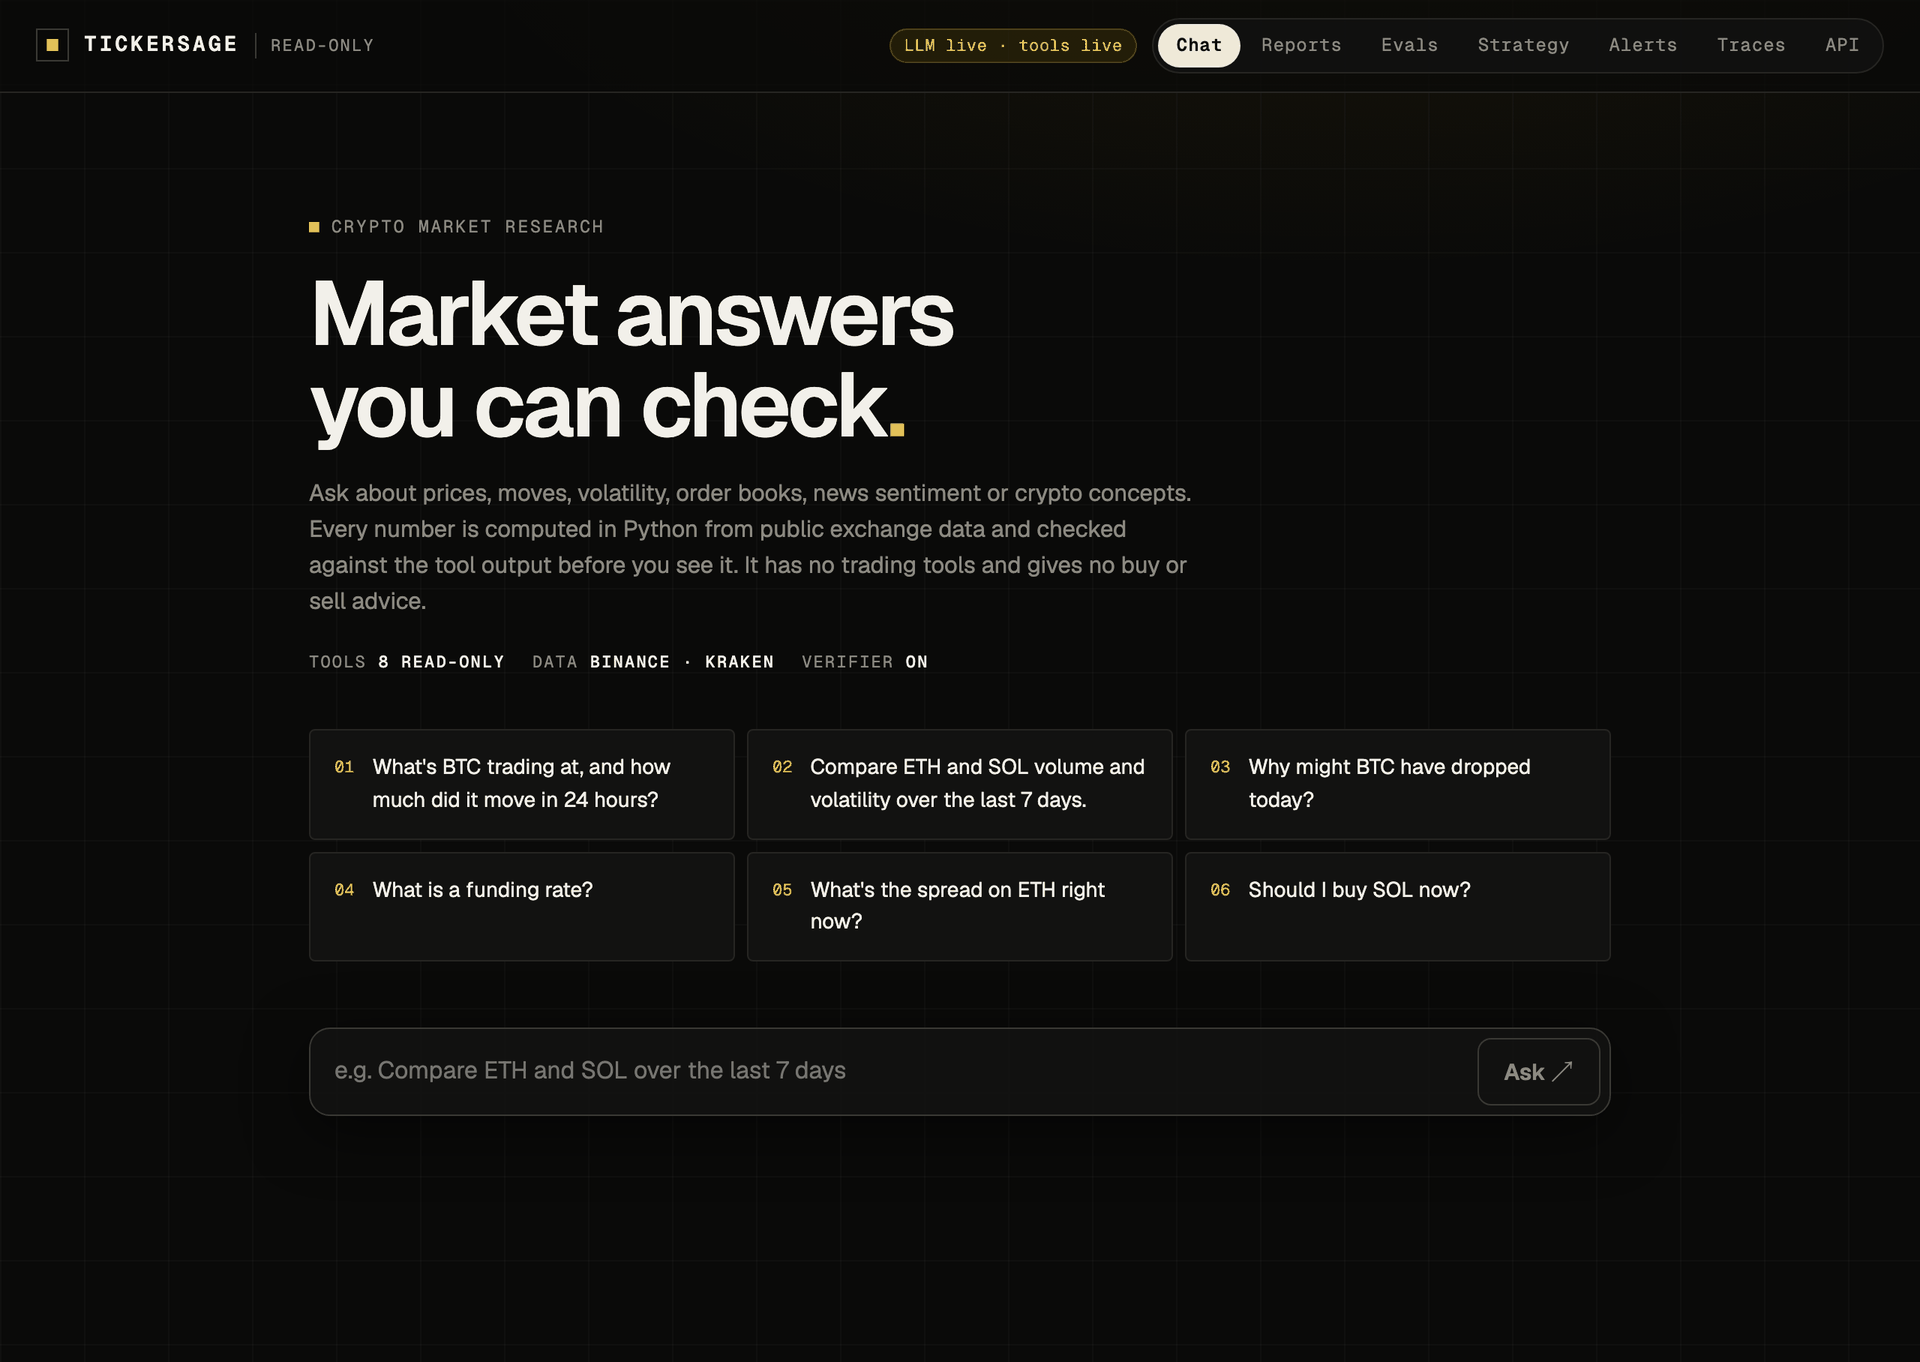 TICKERSAGE
READ-ONLY
LLM live · tools live
Chat
Reports
Evals
Strategy
Alerts
Traces
API
CRYPTO MARKET RESEARCH
Market answers
you can check.
Ask about prices, moves, volatility, order books, news sentiment or crypto concepts.
Every number is computed in Python from public exchange data and checked
against the tool output before you see it. It has no trading tools and gives no buy or
sell advice.
TOOLS 8 READ-ONLY DATA BINANCE · KRAKEN VERIFIER ON
01 What's BTC trading at, and how
much did it move in 24 hours?
02 Compare ETH and SOL volume and
volatility over the last 7 days.
03 Why might BTC have dropped
today?
04 What is a funding rate?
05 What's the spread on ETH right
now?
06 Should I buy SOL now?
e.g. Compare ETH and SOL over the last 7 days
Ask ↗